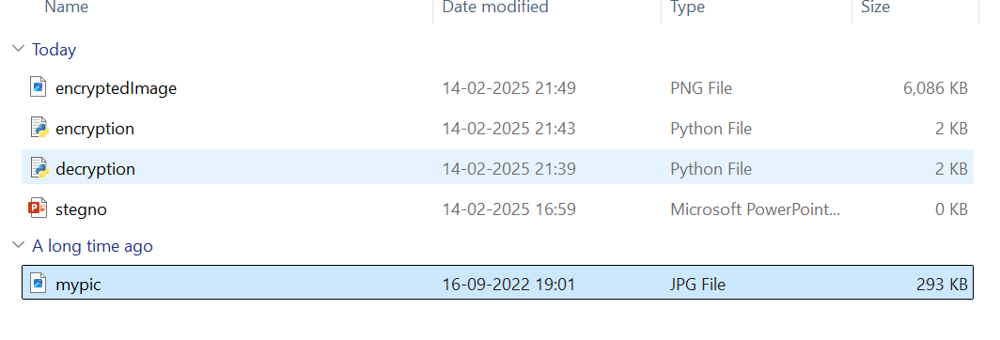 Name Date modified Type Size
Today
encryptedImage 14-02-2025 21:49 PNG File 6,086 KB
encryption 14-02-2025 21:43 Python File 2 KB
decryption 14-02-2025 21:39 Python File 2 KB
stegno 14-02-2025 16:59 Microsoft PowerPoint... 0 KB
A long time ago
mypic 16-09-2022 19:01 JPG File 293 KB